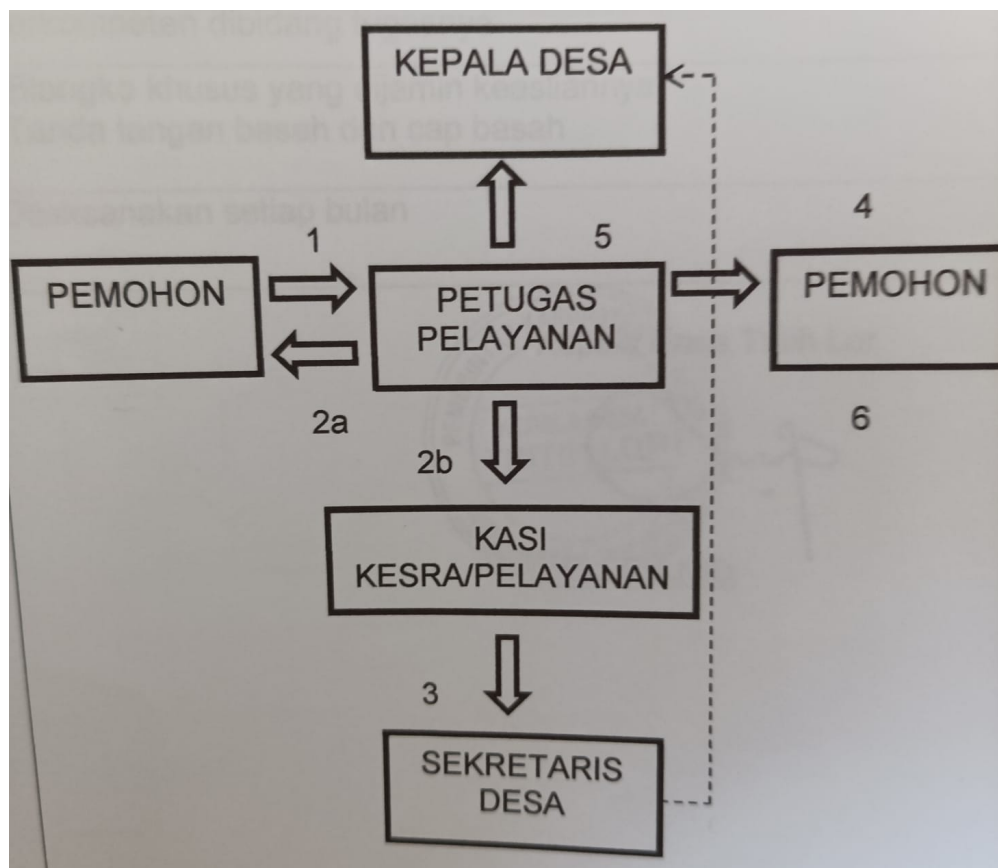 KEPALA DESA
4
1
5
PEMOHON
PETUGAS
PELAYANAN
PEMOHON
2a
6
2b
KASI
KESRA/PELAYANAN
3
SEKRETARIS
DESA